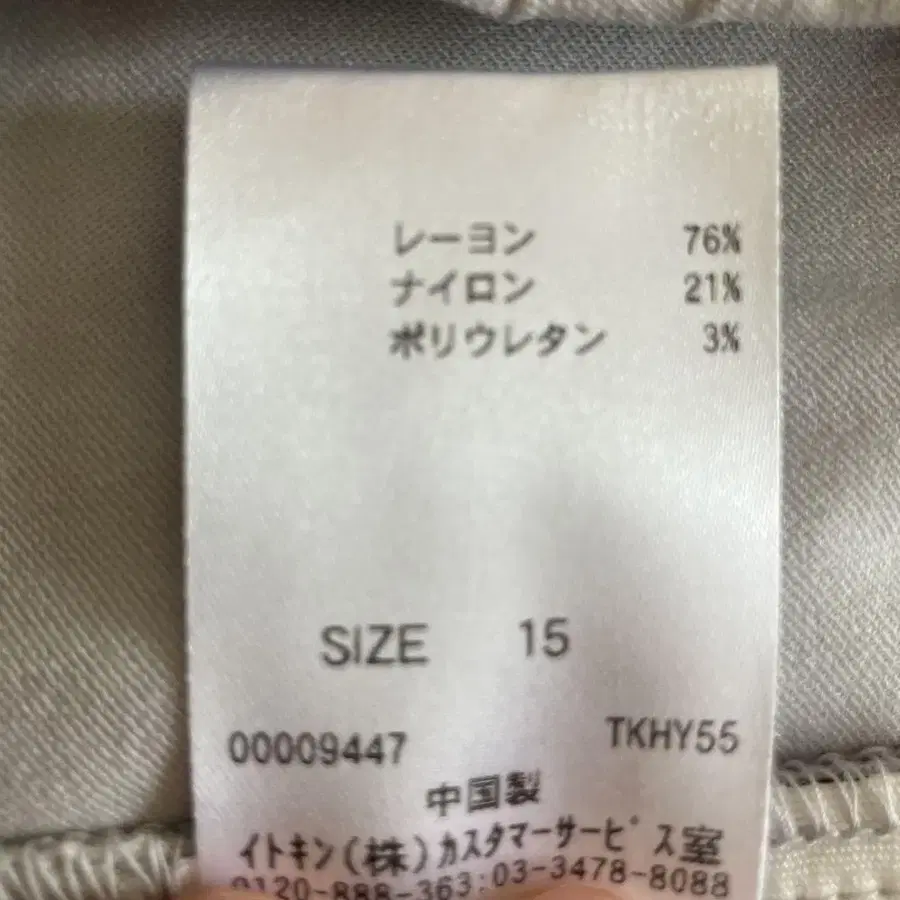 レーヨン 76%
ナイロン 21%
ポリウレタン 3%
SIZE 15
00009447 TKHY55
中国製
イトキン(株)カスタマーサービス室
0120-888-363:03-3478-8088